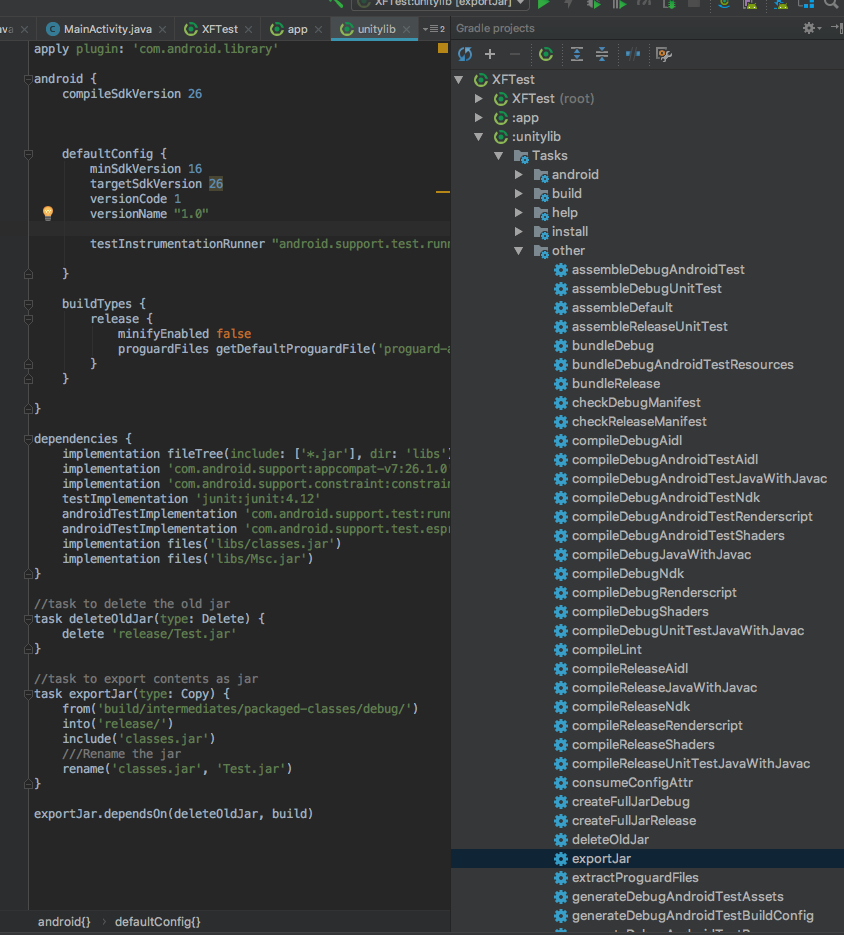 XFTest:unitylib [exportJar]
ava
MainActivity.java
XFTest
app
unitylib
2
Gradle projects
apply plugin: 'com.android.library'
android {
compileSdkVersion 26
defaultConfig {
minSdkVersion 16
targetSdkVersion 26
versionCode 1
versionName "1.0"
testInstrumentationRunner "android.support.test.runn
}
buildTypes {
release {
minifyEnabled false
proguardFiles getDefaultProguardFile('proguard-a
}
}
}
dependencies {
implementation fileTree(include: ['*.jar'], dir: 'libs')
implementation 'com.android.support:appcompat-v7:26.1.0
implementation 'com.android.support.constraint:constrain
testImplementation 'junit:junit:4.12'
androidTestImplementation 'com.android.support.test:runn
androidTestImplementation 'com.android.support.test.espr
implementation files('libs/classes.jar')
implementation files('libs/Msc.jar')
}
//task to delete the old jar
task deleteOldJar(type: Delete) {
delete 'release/Test.jar'
}
//task to export contents as jar
task exportJar(type: Copy) {
from('build/intermediates/packaged-classes/debug/')
into('release/')
include('classes.jar')
///Rename the jar
rename('classes.jar', 'Test.jar')
}
exportJar.dependsOn(deleteOldJar, build)
android{}
defaultConfig{}
XFTest
XFTest (root)
:app
:unitylib
Tasks
android
build
help
install
other
assembleDebugAndroidTest
assembleDebugUnitTest
assembleDefault
assembleReleaseUnitTest
bundleDebug
bundleDebugAndroidTestResources
bundleRelease
checkDebugManifest
checkReleaseManifest
compileDebugAidl
compileDebugAndroidTestAidl
compileDebugAndroidTestJavaWithJavac
compileDebugAndroidTestNdk
compileDebugAndroidTestRenderscript
compileDebugAndroidTestShaders
compileDebugJavaWithJavac
compileDebugNdk
compileDebugRenderscript
compileDebugShaders
compileDebugUnitTestJavaWithJavac
compileLint
compileReleaseAidl
compileReleaseJavaWithJavac
compileReleaseNdk
compileReleaseRenderscript
compileReleaseShaders
compileReleaseUnitTestJavaWithJavac
consumeConfigAttr
createFullJarDebug
createFullJarRelease
deleteOldJar
exportJar
extractProguardFiles
generateDebugAndroidTestAssets
generateDebugAndroidTestBuildConfig